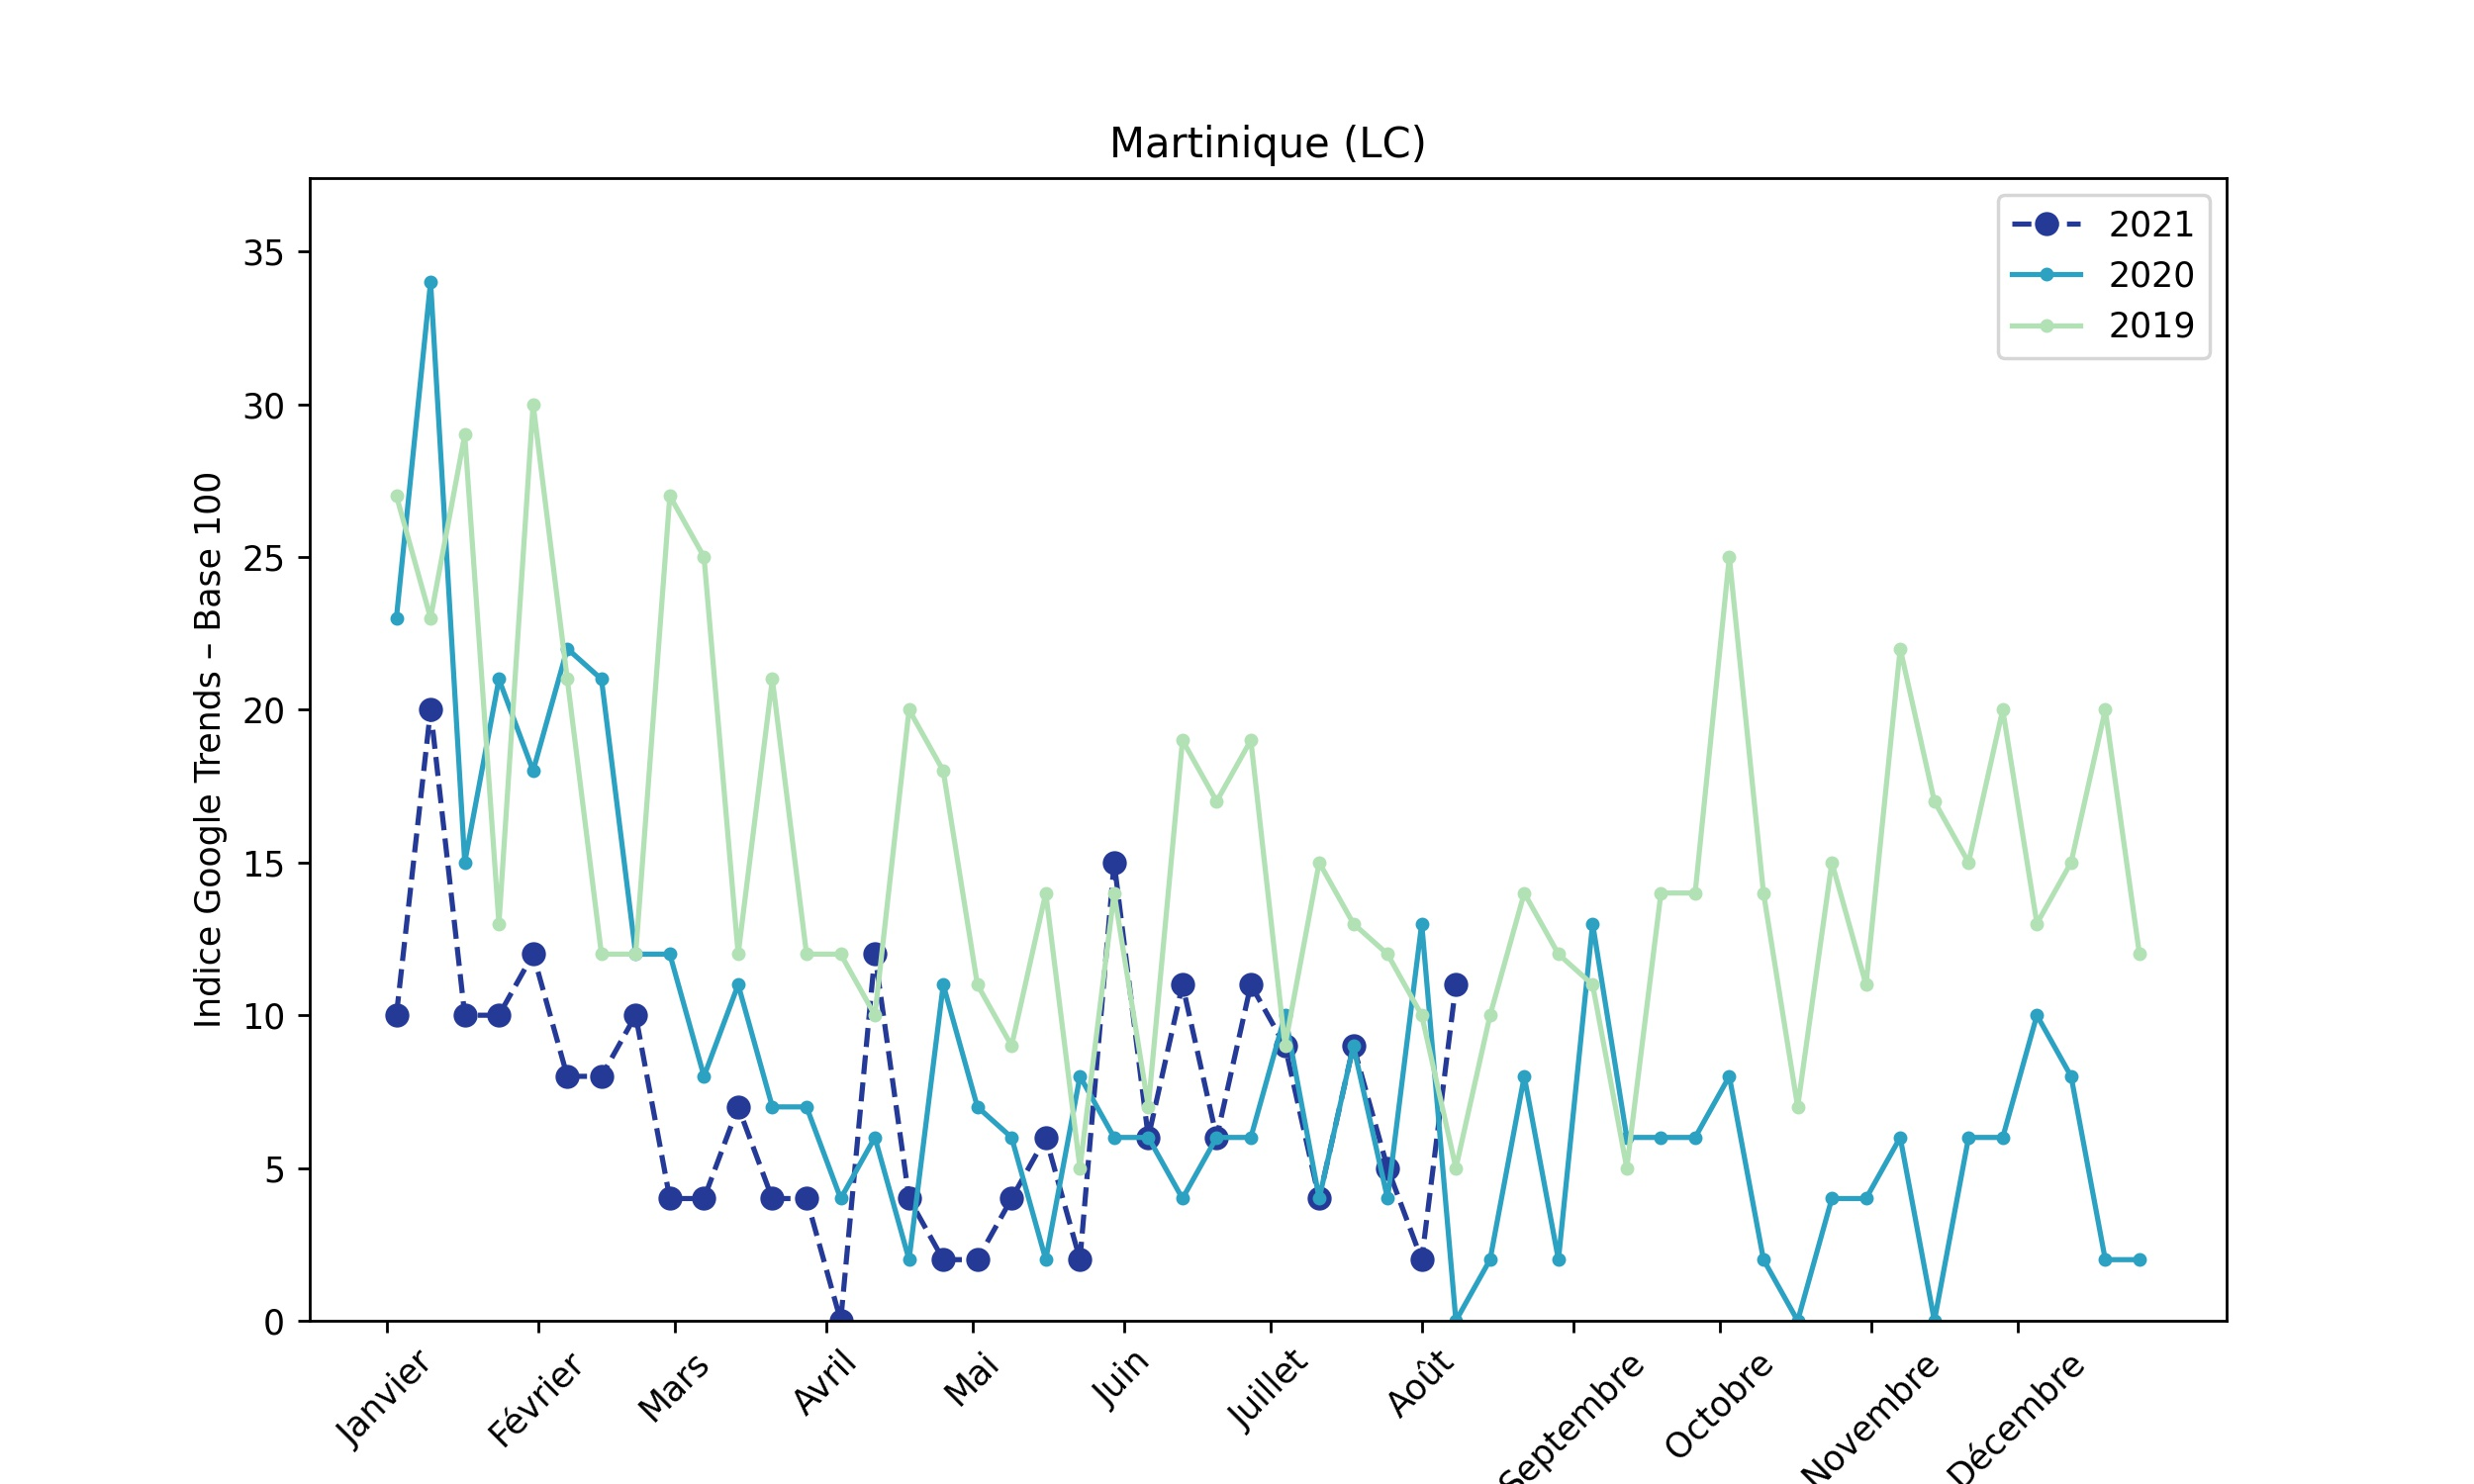 Martinique (LC)
2021
2020
2019
Indice Google Trends – Base 100
35
30
25
20
15
10
5
0
Janvier
Février
Mars
Avril
Mai
Juin
Juillet
Août
Septembre
Octobre
Novembre
Décembre